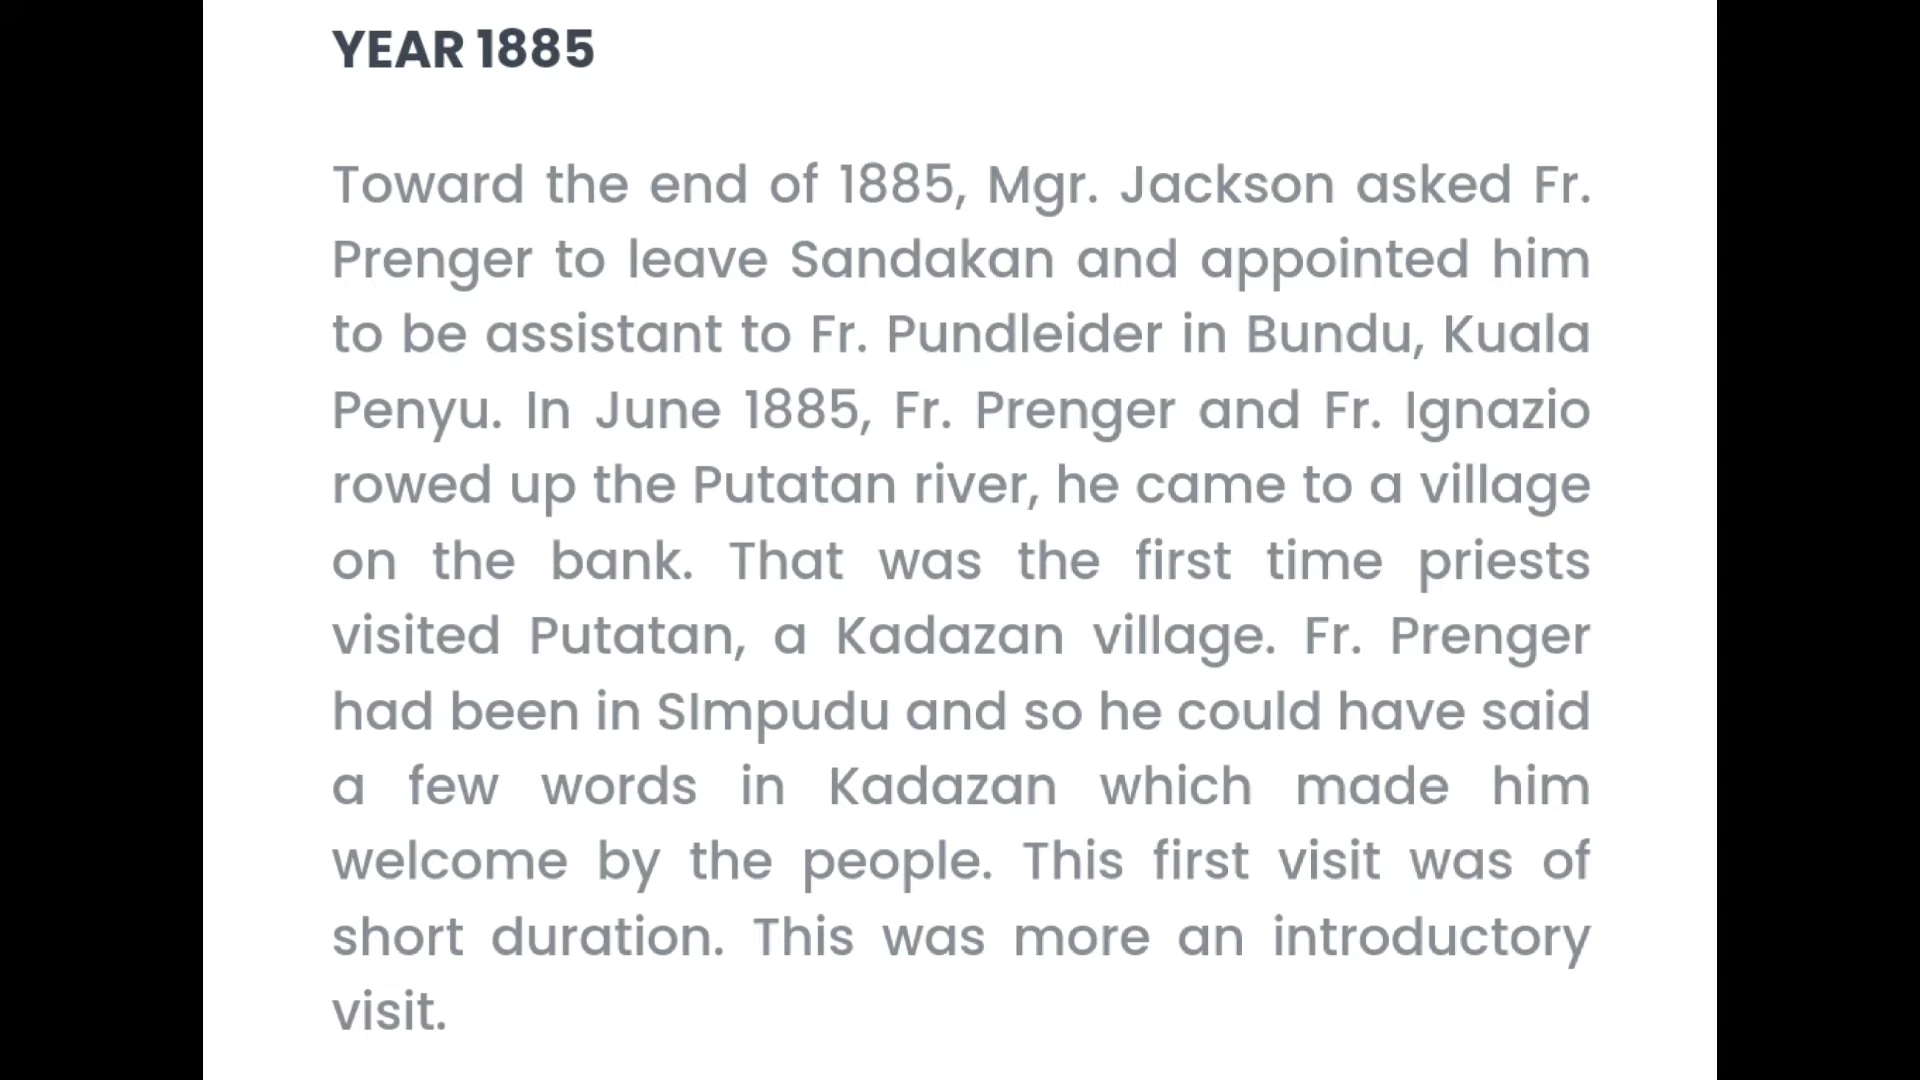 YEAR 1885
Toward the end of 1885, Mgr. Jackson asked Fr.
Prenger to leave Sandakan and appointed him
to be assistant to Fr. Pundleider in Bundu, Kuala
Penyu. In June 1885, Fr. Prenger and Fr. Ignazio
rowed up the Putatan river, he came to a village
on the bank. That was the first time priests
visited Putatan, a Kadazan village. Fr. Prenger
had been in SImpudu and so he could have said
a few words in Kadazan which made him
welcome by the people. This first visit was of
short duration. This was more an introductory
visit.